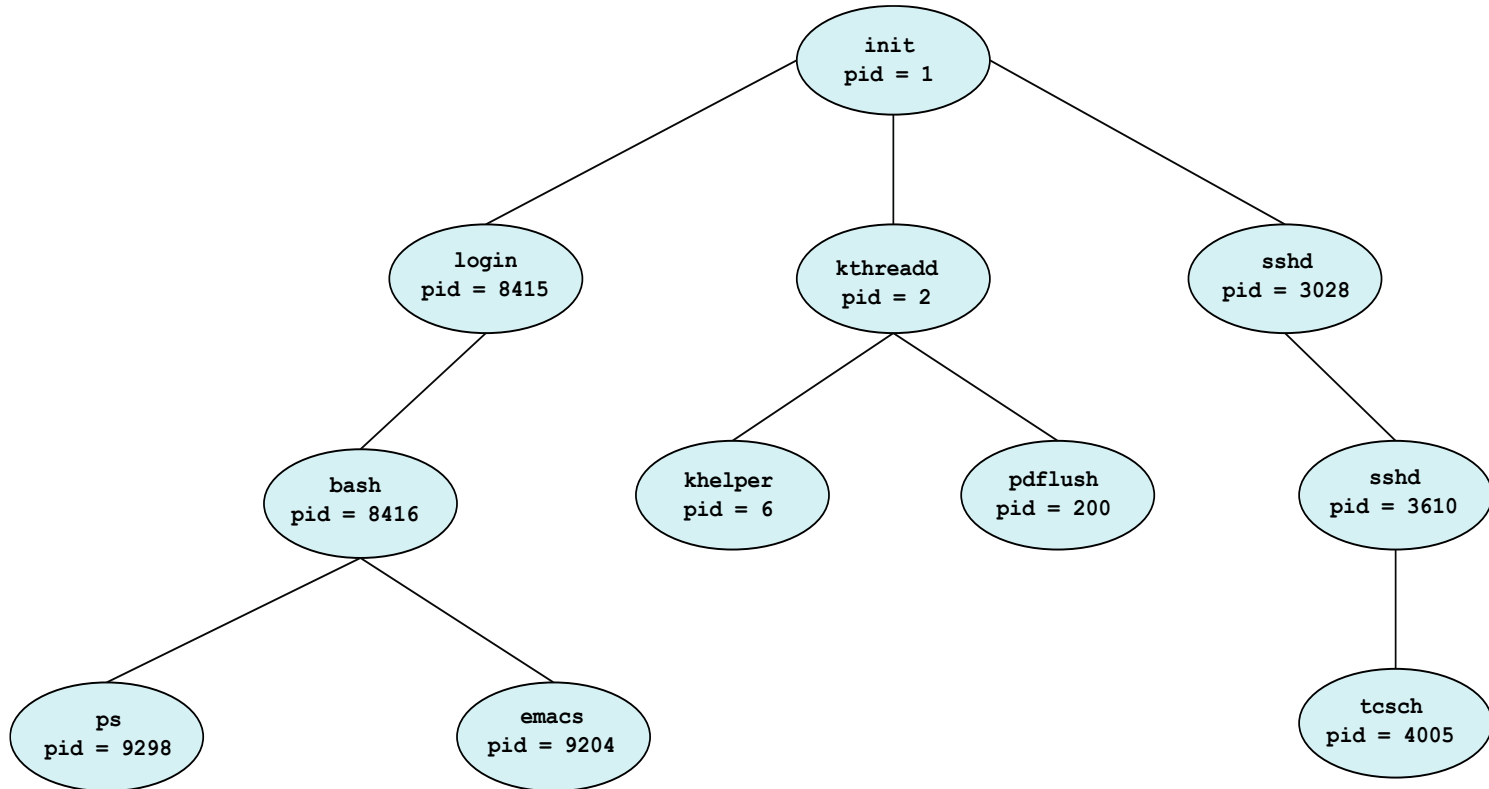 init
pid = 1
login
pid = 8415
kthreadd
pid = 2
sshd
pid = 3028
bash
pid = 8416
khelper
pid = 6
pdflush
pid = 200
sshd
pid = 3610
ps
pid = 9298
emacs
pid = 9204
tcsch
pid = 4005